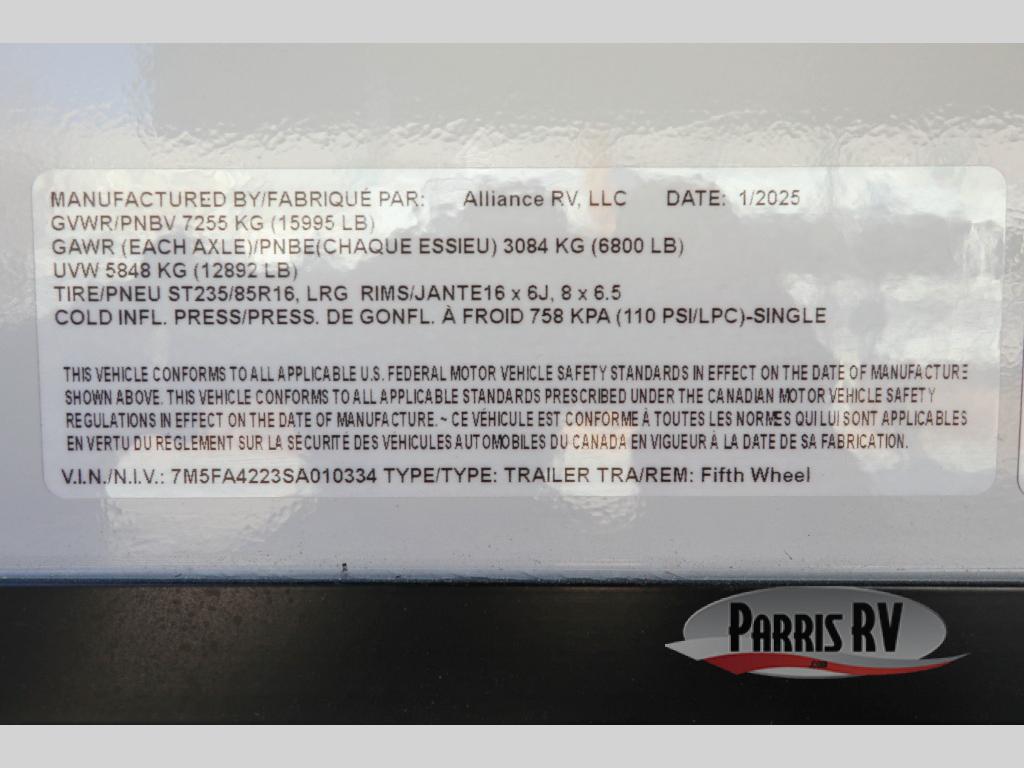 MANUFACTURED BY/FABRIQUÉ PAR: Alliance RV, LLC DATE: 1/2025
GVWR/PNBV 7255 KG (15995 LB)
GAWR (EACH AXLE)/PNBE(CHAQUE ESSIEU) 3084 KG (6800 LB)
UVW 5848 KG (12892 LB)
TIRE/PNEU ST235/85R16, LRG RIMS/JANTE16 x 6J, 8 x 6.5
COLD INFL. PRESS/PRESS. DE GONFL. À FROID 758 KPA (110 PSI/LPC)-SINGLE
THIS VEHICLE CONFORMS TO ALL APPLICABLE U.S. FEDERAL MOTOR VEHICLE SAFETY STANDARDS IN EFFECT ON THE DATE OF MANUFACTURE
SHOWN ABOVE. THIS VEHICLE CONFORMS TO ALL APPLICABLE STANDARDS PRESCRIBED UNDER THE CANADIAN MOTOR VEHICLE SAFETY
REGULATIONS IN EFFECT ON THE DATE OF MANUFACTURE. ~ CE VÉHICULE EST CONFORME À TOUTES LES NORMES QUI LUI SONT APPLICABLES
EN VERTU DU RÈGLEMENT SUR LA SÉCURITÉ DES VÉHICULES AUTOMOBILES DU CANADA EN VIGUEUR À LA DATE DE SA FABRICATION.
V.I.N./N.I.V.: 7M5FA4223SA010334 TYPE/TYPE: TRAILER TRA/REM: Fifth Wheel
PARRIS RV
.com